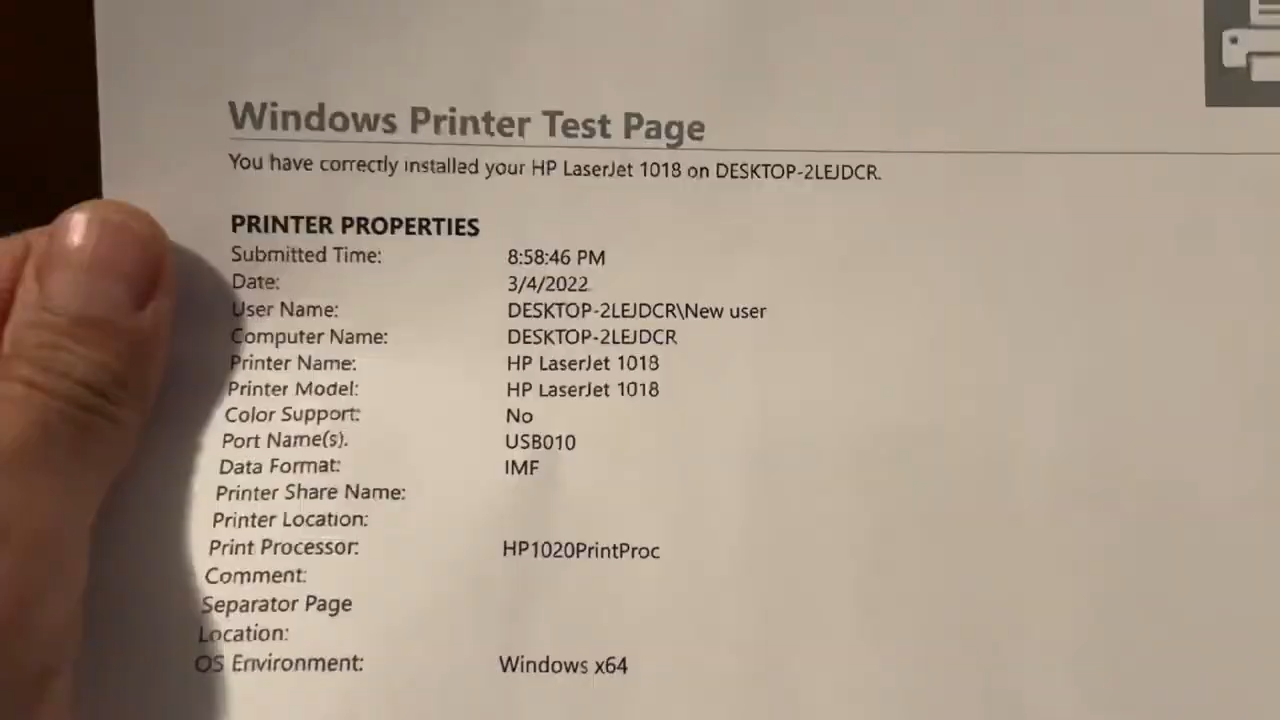 Windows Printer Test Page
You have correctly installed your HP LaserJet 1018 on DESKTOP-2LEJDCR.
PRINTER PROPERTIES
Submitted Time: 8:58:46 PM
Date: 3/4/2022
User Name: DESKTOP-2LEJDCR\New user
Computer Name: DESKTOP-2LEJDCR
Printer Name: HP LaserJet 1018
Printer Model: HP LaserJet 1018
Color Support: No
Port Name(s). USB010
Data Format: IMF
Printer Share Name:
Printer Location:
Print Processor: HP1020PrintProc
Comment:
Separator Page
Location:
OS Environment: Windows x64